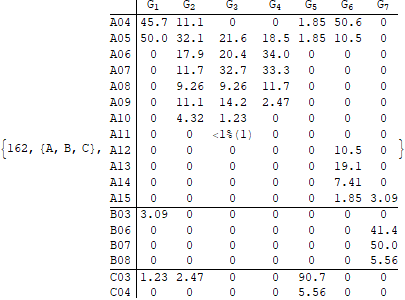 G1 G2 G3 G4 G5 G6 G7
A04 45.7 11.1 0 0 1.85 50.6 0
A05 50.0 32.1 21.6 18.5 1.85 10.5 0
A06 0 17.9 20.4 34.0 0 0 0
A07 0 11.7 32.7 33.3 0 0 0
A08 0 9.26 9.26 11.7 0 0 0
A09 0 11.1 14.2 2.47 0 0 0
A10 0 4.32 1.23 0 0 0 0
A11 0 0 <1%(1) 0 0 0 0
{162, {A, B, C}, A12 0 0 0 0 0 10.5 0 }
A13 0 0 0 0 0 19.1 0
A14 0 0 0 0 0 7.41 0
A15 0 0 0 0 0 1.85 3.09
B03 3.09 0 0 0 0 0 0
B06 0 0 0 0 0 0 41.4
B07 0 0 0 0 0 0 50.0
B08 0 0 0 0 0 0 5.56
C03 1.23 2.47 0 0 90.7 0 0
C04 0 0 0 0 5.56 0 0